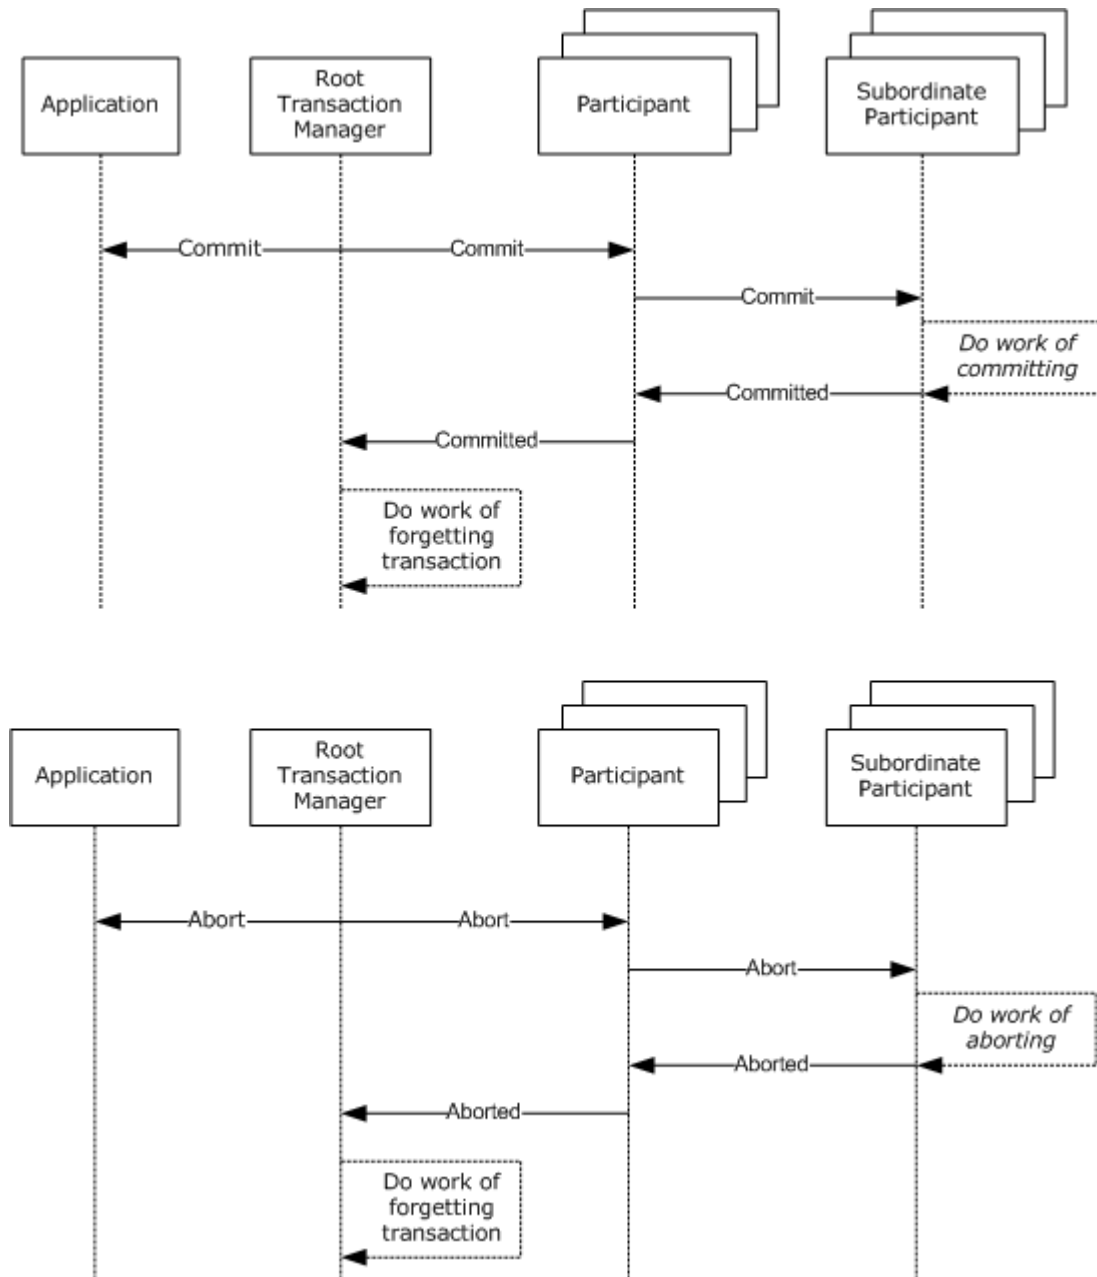 Application
Root
Transaction
Manager
Participant
Subordinate
Participant
Commit
Commit
Commit
Do work of
committing
Committed
Committed
Do work of
forgetting
transaction
Application
Root
Transaction
Manager
Participant
Subordinate
Participant
Abort
Abort
Abort
Do work of
aborting
Aborted
Aborted
Do work of
forgetting
transaction